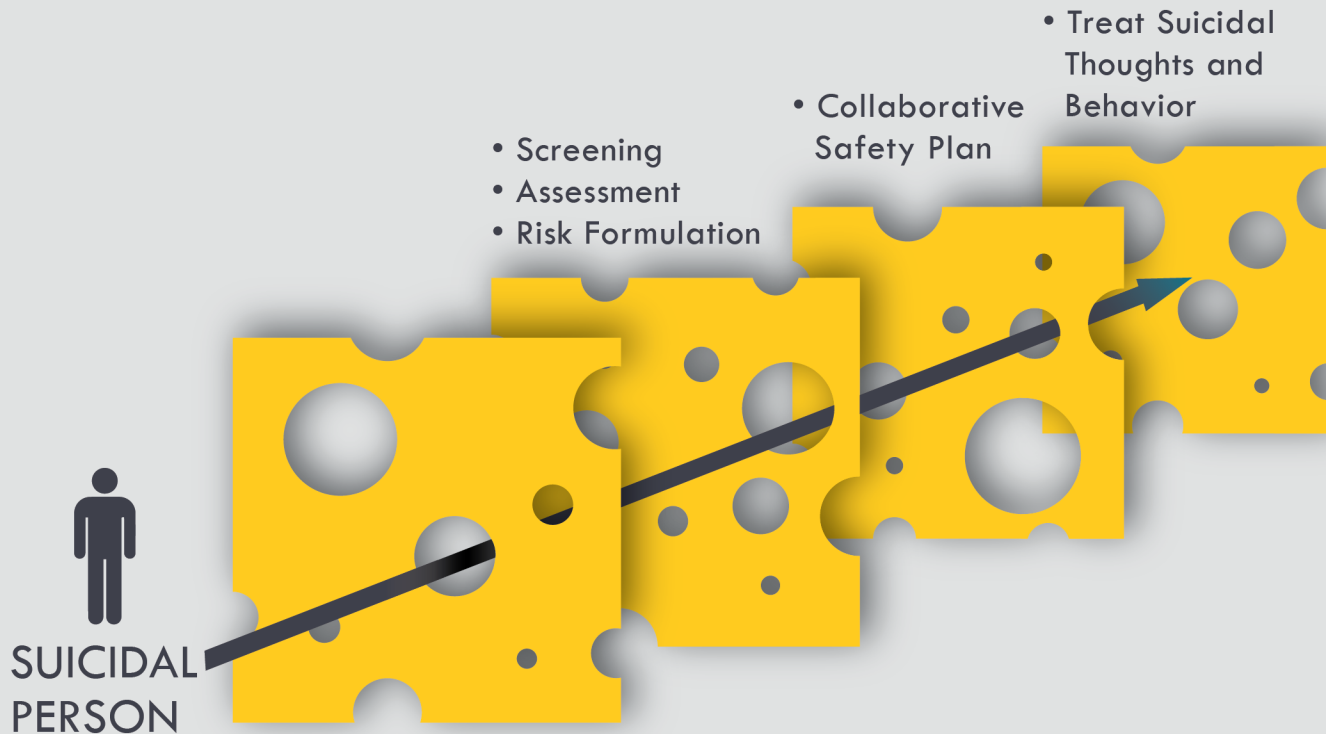 • Treat Suicidal
Thoughts and
Behavior
• Collaborative
Safety Plan
• Screening
• Assessment
• Risk Formulation
SUICIDAL
PERSON